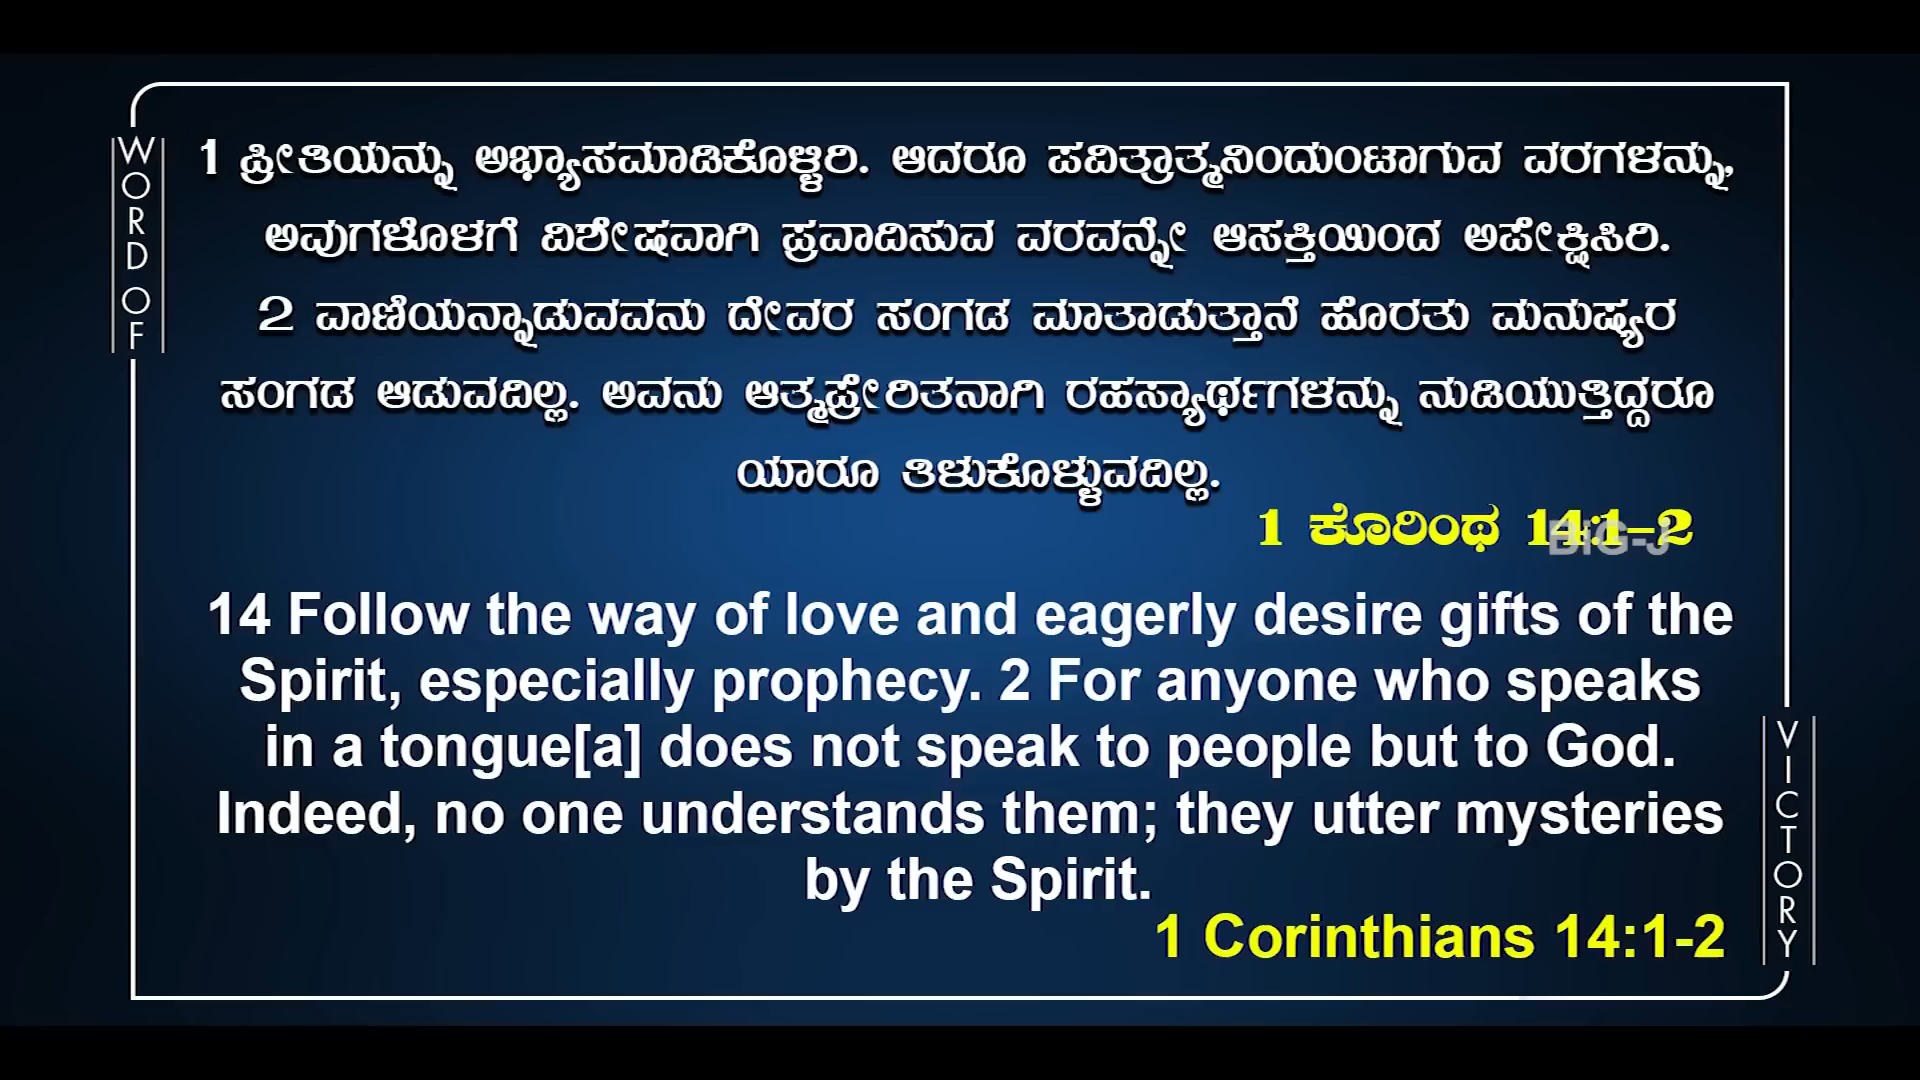 WORD OF
1 ಪ್ರೀತಿಯನ್ನು ಅಭ್ಯಾಸಮಾಡಿಕೊಳ್ಳಿರಿ. ಆದರೂ ಪವಿತ್ರಾತ್ಮನಿಂದುಂಟಾಗುವ ವರಗಳನ್ನು,
ಅವುಗಳೊಳಗೆ ವಿಶೇಷವಾಗಿ ಪ್ರವಾದಿಸುವ ವರವನ್ನೇ ಆಸಕ್ತಿಯಿಂದ ಅಪೇಕ್ಷಿಸಿರಿ.
2 ವಾಣಿಯನ್ನಾಡುವವನು ದೇವರ ಸಂಗಡ ಮಾತಾಡುತ್ತಾನೆ ಹೊರತು ಮನುಷ್ಯರ
ಸಂಗಡ ಆಡುವದಿಲ್ಲ. ಅವನು ಆತ್ಮಪ್ರೇರಿತನಾಗಿ ರಹಸ್ಯಾರ್ಥಗಳನ್ನು ನುಡಿಯುತ್ತಿದ್ದರೂ
ಯಾರೂ ತಿಳುಕೊಳ್ಳುವದಿಲ್ಲ.
1 ಕೊರಿಂಥ 14:1-2
BIG-J
14 Follow the way of love and eagerly desire gifts of the
Spirit, especially prophecy. 2 For anyone who speaks
in a tongue[a] does not speak to people but to God.
Indeed, no one understands them; they utter mysteries
by the Spirit.
1 Corinthians 14:1-2
VICTORY